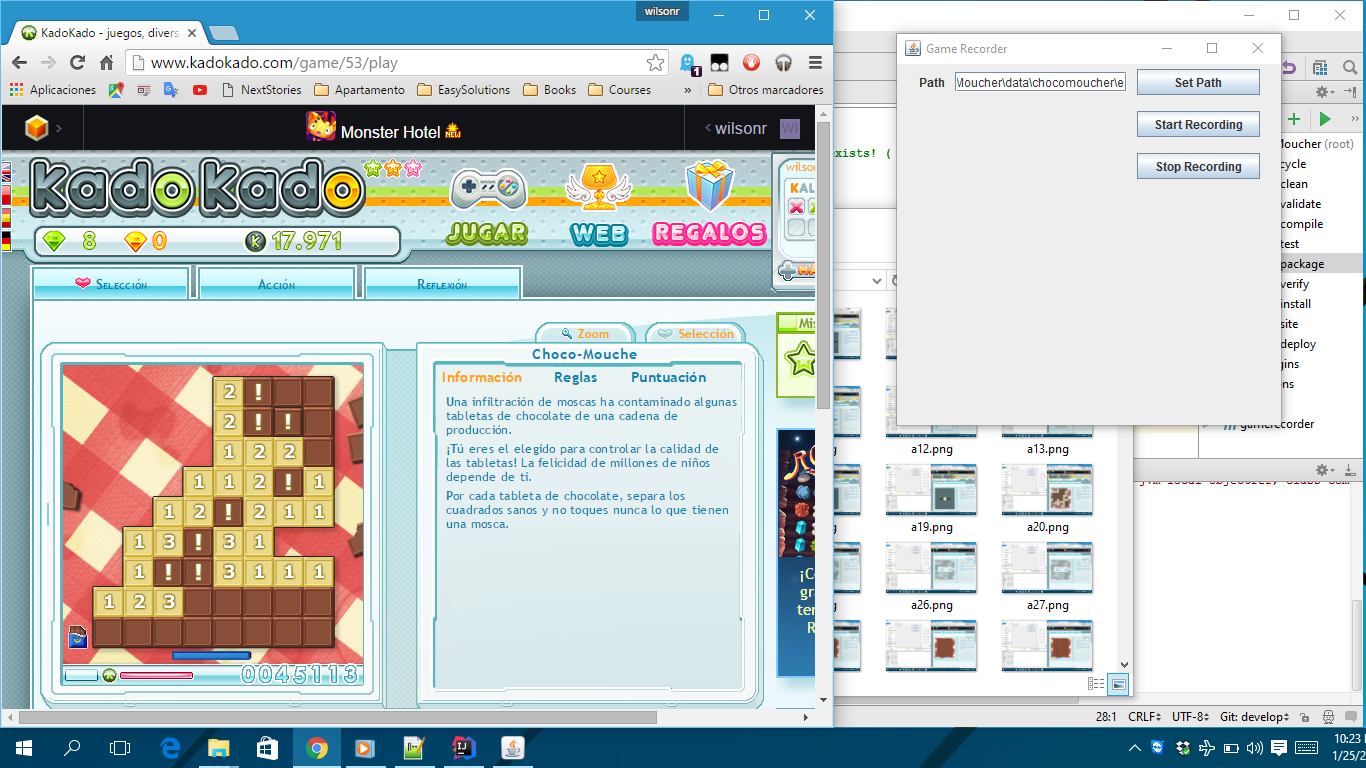 wilsonr
KadoKado - juegos, divers
www.kadokado.com/game/53/play
1
Aplicaciones
NextStories
Apartamento
EasySolutions
Books
Courses
»
Otros marcadores
Monster Hotel NEW
wilsonr WI
KadoKado
JUGAR
WEB
REGALOS
8 0 K 17.971
Selección
Acción
Reflexión
Zoom
Selección
Choco-Mouche
Información Reglas Puntuación
Una infiltración de moscas ha contaminado algunas
tabletas de chocolate de una cadena de
producción.
¡Tú eres el elegido para controlar la calidad de
las tabletas! La felicidad de millones de niños
depende de ti.
Por cada tableta de chocolate, separa los
cuadrados sanos y no toques nunca lo que tienen
una mosca.
2 !
2 ! !
1 2 2
1 1 2 ! 1
1 2 ! 2 1 1
1 3 ! 3 1
1 ! ! 3 1 1 1
1 2 3
0045113
wilson
KAL
Mis
Game Recorder
Path Moucher\data\chocomoucher\e
Set Path
Start Recording
Stop Recording
xists! (
Moucher (root)
cycle
clean
validate
compile
test
package
verify
install
site
deploy
gins
ns
gamerecorder
a12.png
a13.png
a19.png
a20.png
a26.png
a27.png
28:1 CRLF UTF-8 Git: develop
10:23
1/25/2